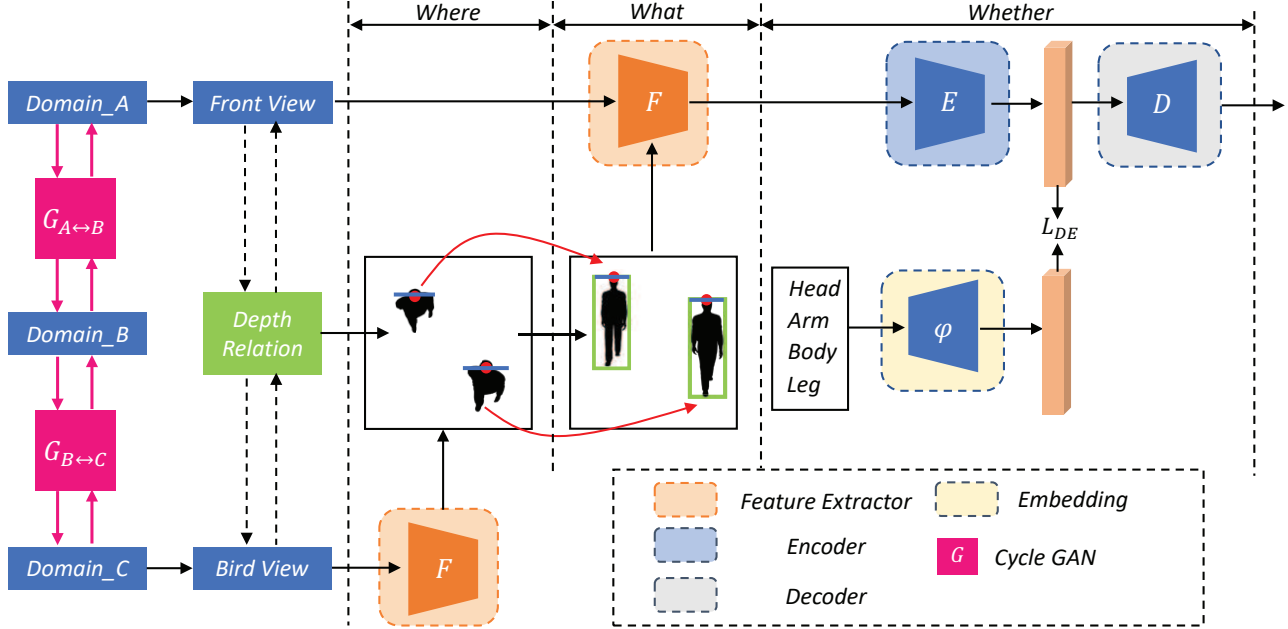 Where
What
Whether
Domain_A
Front View
F
E
D
G_{A↔B}
L_{DE}
Domain_B
Depth
Relation
Head
Arm
Body
Leg
φ
G_{B↔C}
Domain_C
Bird View
F
Feature Extractor
Embedding
Encoder
G
Cycle GAN
Decoder